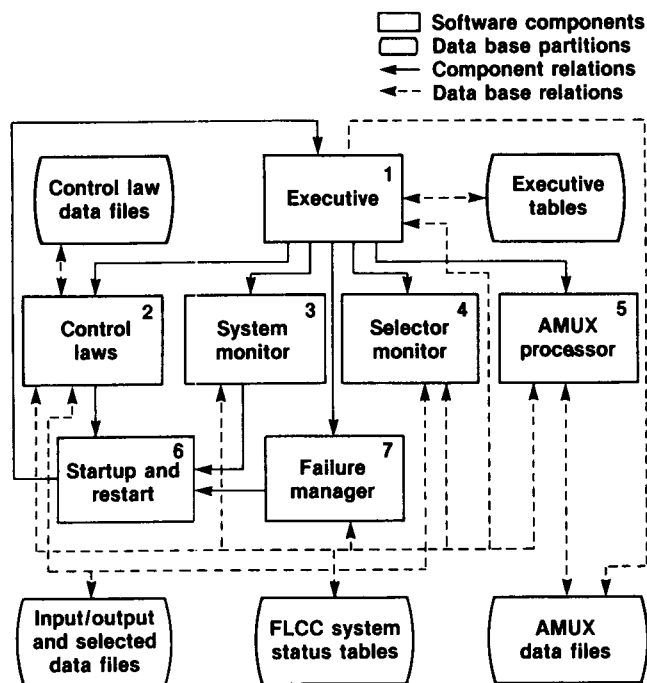 Software components
Data base partitions
Component relations
Data base relations
Control law
data files
1
Executive
Executive
tables
2
Control
laws
3
System
monitor
4
Selector
monitor
5
AMUX
processor
6
Startup and
restart
7
Failure
manager
Input/output
and selected
data files
FLCC system
status tables
AMUX
data files